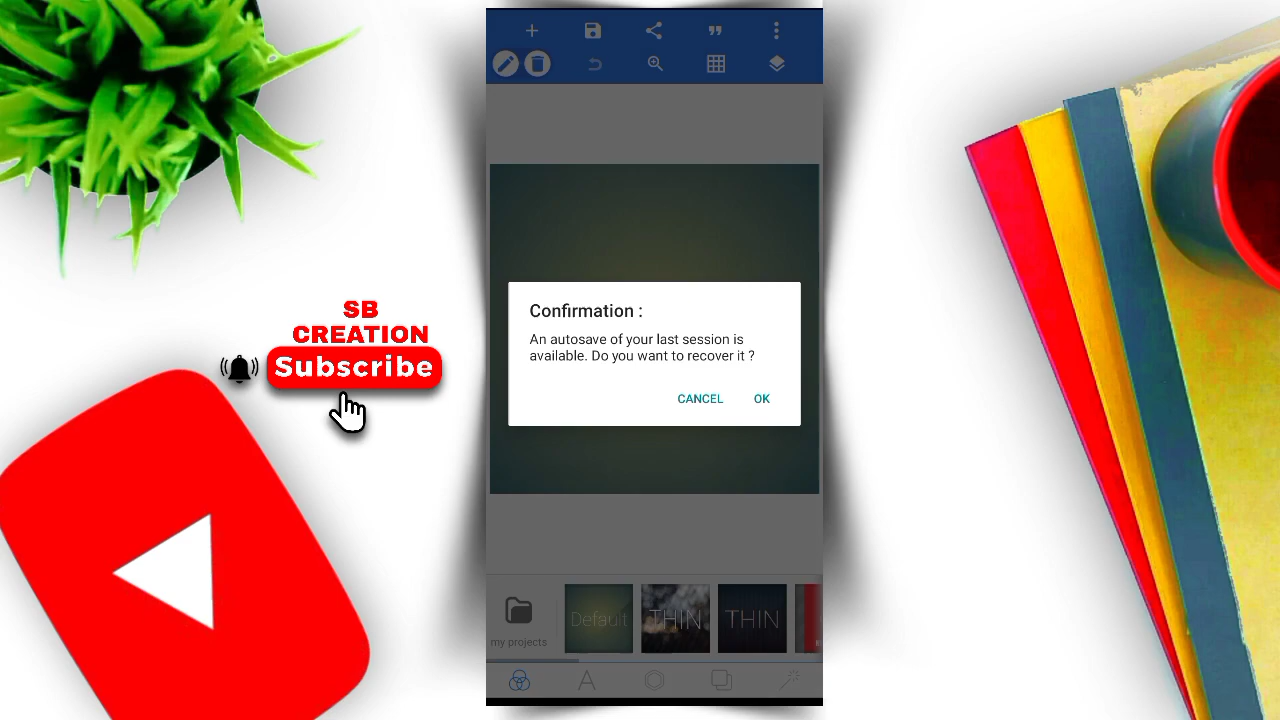 SB
CREATION
Subscribe
Confirmation :
An autosave of your last session is
available. Do you want to recover it ?
CANCEL
OK
my projects
Default
THIN
THIN
A